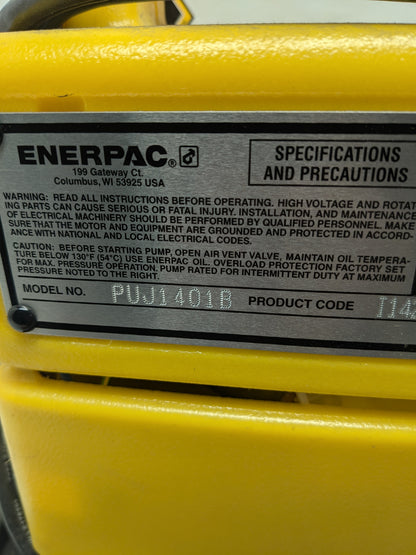 ENERPAC®
199 Gateway Ct.
Columbus, WI 53925 USA
SPECIFICATIONS
AND PRECAUTIONS
WARNING: READ ALL INSTRUCTIONS BEFORE OPERATING. HIGH VOLTAGE AND ROTAT-
ING PARTS CAN CAUSE SERIOUS OR FATAL INJURY. INSTALLATION, AND MAINTENANCE
OF ELECTRICAL MACHINERY SHOULD BE PERFORMED BY QUALIFIED PERSONNEL. MAKE
SURE THAT THE MOTOR AND EQUIPMENT ARE GROUNDED AND PROTECTED IN ACCORD-
ANCE WITH NATIONAL AND LOCAL ELECTRICAL CODES.
CAUTION: BEFORE STARTING PUMP, OPEN AIR VENT VALVE, MAINTAIN OIL TEMPERA-
TURE BELOW 130°F (54°C) USE ENERPAC OIL. OVERLOAD PROTECTION FACTORY SET
FOR MAX. PRESSURE OPERATION. PUMP RATED FOR INTERMITTENT DUTY AT MAXIMUM
PRESSURE NOTED TO THE RIGHT.
MODEL NO. PUJ1401B PRODUCT CODE I14